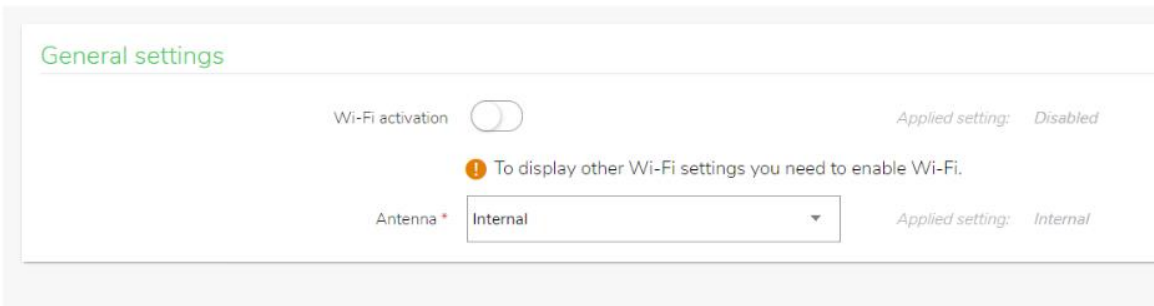 General settings
Wi-Fi activation Applied setting: Disabled
! To display other Wi-Fi settings you need to enable Wi-Fi.
Antenna * Internal Applied setting: Internal